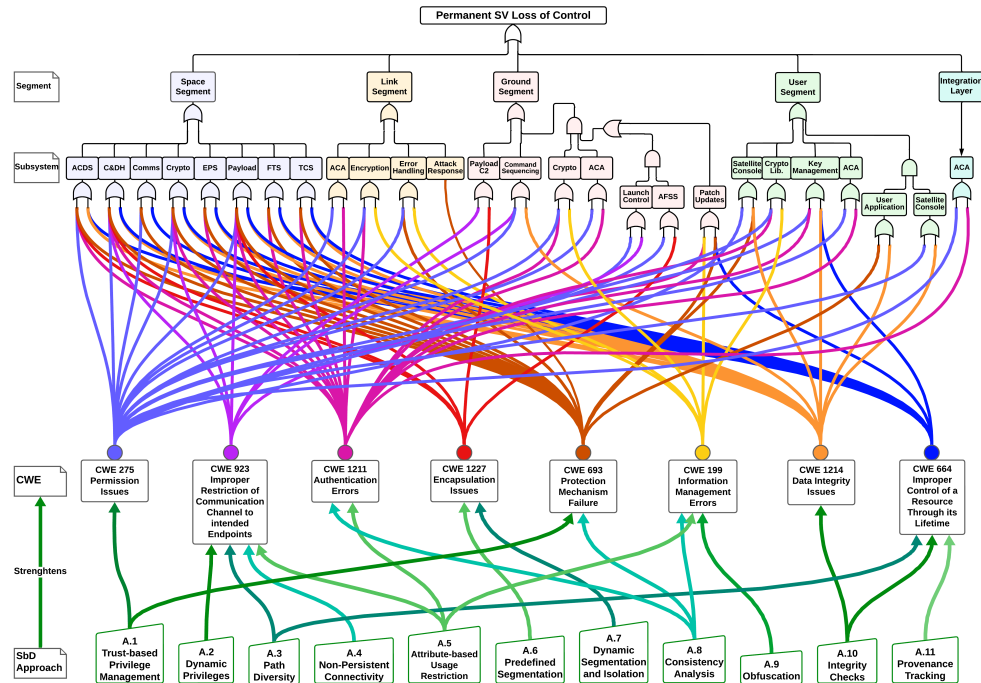 Permanent SV Loss of Control
Segment
Space
Segment
Link
Segment
Ground
Segment
User
Segment
Integration
Layer
Subsystem
ACDS
C&DH
Comms
Crypto
EPS
Payload
FTS
TCS
ACA
Encryption
Error
Handling
Attack
Response
Payload
C2
Command
Sequencing
Crypto
ACA
Launch
Control
AFSS
Patch
Updates
Satellite
Console
Crypto
Lib.
Key
Management
ACA
User
Application
Satellite
Console
ACA
CWE
CWE 275
Permission
Issues
CWE 923
Improper
Restriction of
Communication
Channel to
intended
Endpoints
CWE 1211
Authentication
Errors
CWE 1227
Encapsulation
Issues
CWE 693
Protection
Mechanism
Failure
CWE 199
Information
Management
Errors
CWE 1214
Data Integrity
Issues
CWE 664
Improper
Control of a
Resource
Through its
Lifetime
Strenghtens
SbD
Approach
A.1
Trust-based
Privilege
Management
A.2
Dynamic
Privileges
A.3
Path
Diversity
A.4
Non-Persistent
Connectivity
A.5
Attribute-based
Usage
Restriction
A.6
Predefined
Segmentation
A.7
Dynamic
Segmentation
and Isolation
A.8
Consistency
Analysis
A.9
Obfuscation
A.10
Integrity
Checks
A.11
Provenance
Tracking